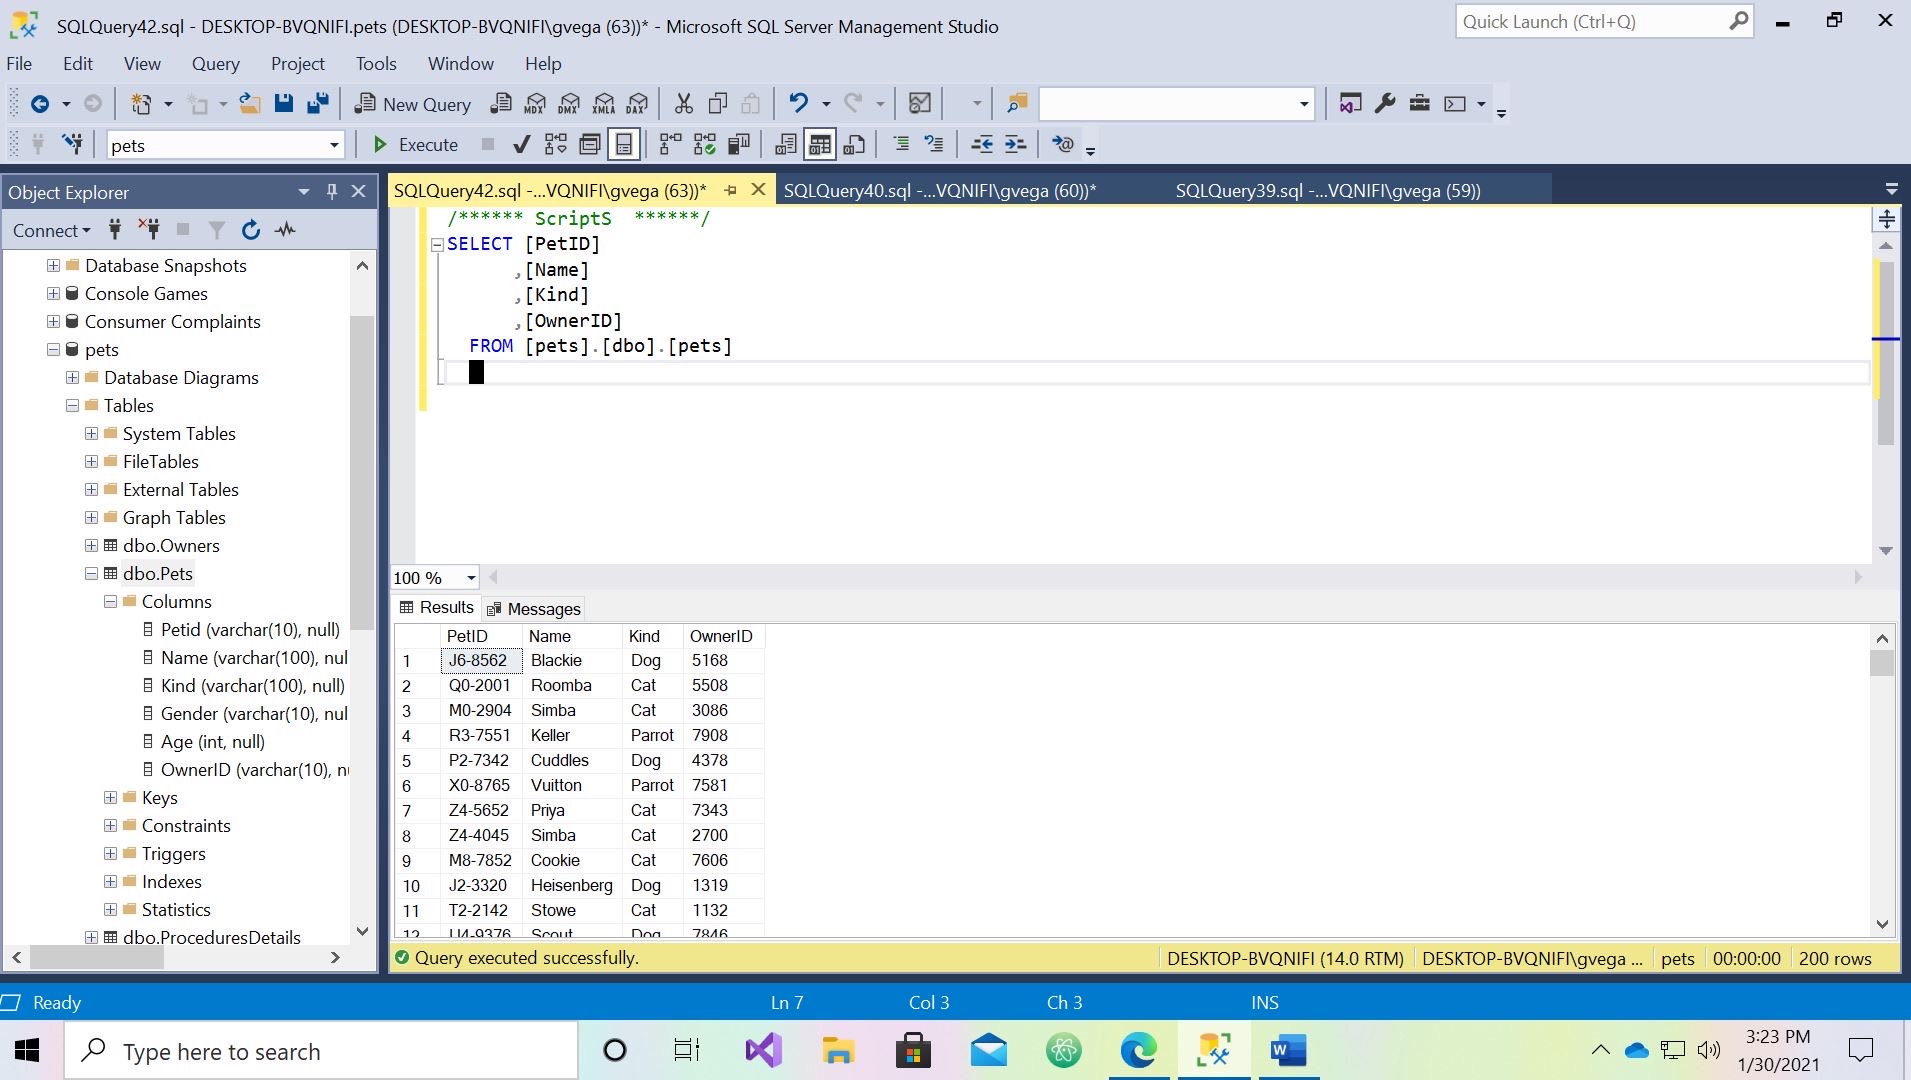 SQLQuery42.sql - DESKTOP-BVQNIFI.pets (DESKTOP-BVQNIFI\gvega (63))* - Microsoft SQL Server Management Studio
Quick Launch (Ctrl+Q)
File Edit View Query Project Tools Window Help
New Query MDX DMX XMLA DAX
pets Execute
Object Explorer
SQLQuery42.sql -...VQNIFI\gvega (63))* SQLQuery40.sql -...VQNIFI\gvega (60))* SQLQuery39.sql -...VQNIFI\gvega (59))
Connect
Database Snapshots
Console Games
Consumer Complaints
pets
Database Diagrams
Tables
System Tables
FileTables
External Tables
Graph Tables
dbo.Owners
dbo.Pets
Columns
Petid (varchar(10), null)
Name (varchar(100), nul
Kind (varchar(100), null)
Gender (varchar(10), nul
Age (int, null)
OwnerID (varchar(10), n
Keys
Constraints
Triggers
Indexes
Statistics
dbo.ProceduresDetails
/****** ScriptS  ******/
SELECT [PetID]
,[Name]
,[Kind]
,[OwnerID]
FROM [pets].[dbo].[pets]
100 %
Results Messages
PetID Name Kind OwnerID
1 J6-8562 Blackie Dog 5168
2 Q0-2001 Roomba Cat 5508
3 M0-2904 Simba Cat 3086
4 R3-7551 Keller Parrot 7908
5 P2-7342 Cuddles Dog 4378
6 X0-8765 Vuitton Parrot 7581
7 Z4-5652 Priya Cat 7343
8 Z4-4045 Simba Cat 2700
9 M8-7852 Cookie Cat 7606
10 J2-3320 Heisenberg Dog 1319
11 T2-2142 Stowe Cat 1132
12 U4-9376 Scout Dog 7846
Query executed successfully. DESKTOP-BVQNIFI (14.0 RTM) DESKTOP-BVQNIFI\gvega ... pets 00:00:00 200 rows
Ready Ln 7 Col 3 Ch 3 INS
Type here to search
W
3:23 PM
1/30/2021